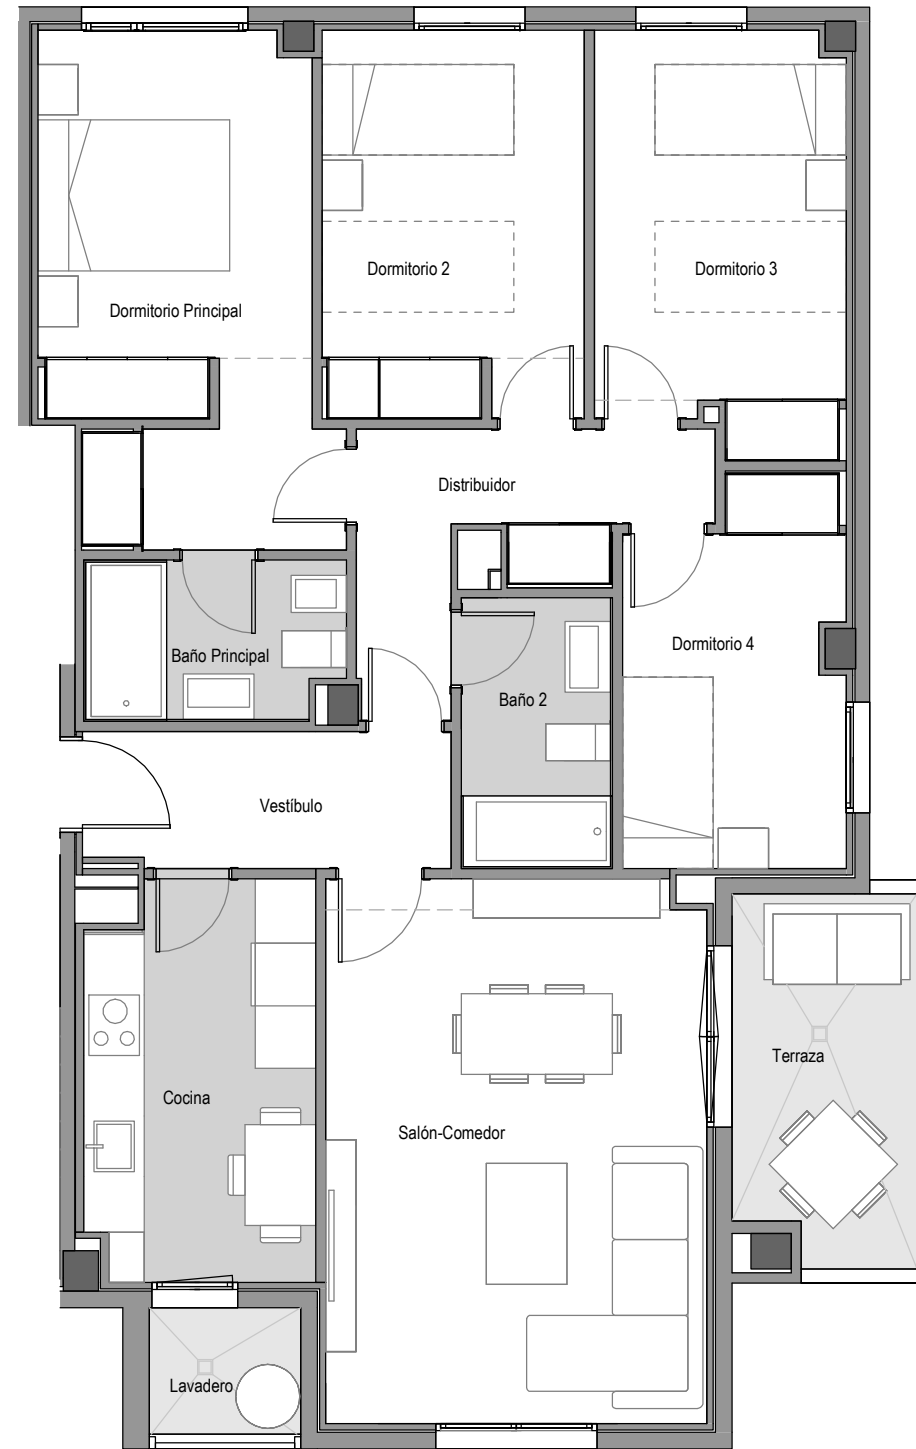 Dormitorio 2
Dormitorio 3
Dormitorio Principal
Distribuidor
Dormitorio 4
Baño Principal
Baño 2
Vestíbulo
Terraza
Cocina
Salón-Comedor
Lavadero